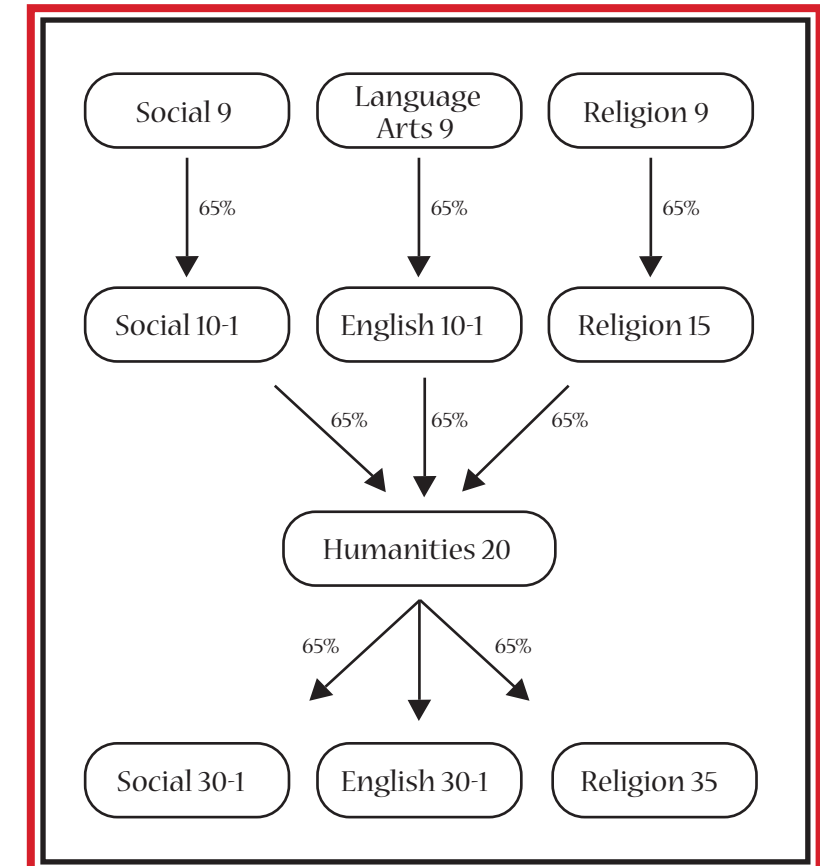 Social 9
Language
Arts 9
Religion 9
65%
65%
65%
Social 10-1
English 10-1
Religion 15
65%
65%
65%
Humanities 20
65%
65%
Social 30-1
English 30-1
Religion 35